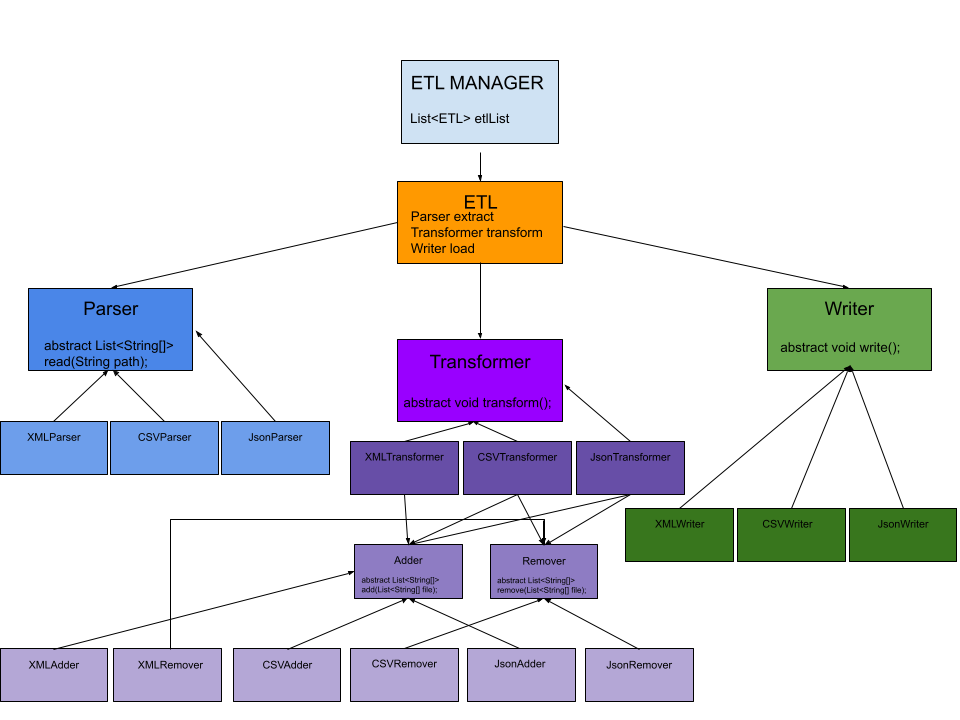 ETL MANAGER
List<ETL> etlList
ETL
Parser extract
Transformer transform
Writer load
Parser
abstract List<String[]>
read(String path);
Transformer
abstract void transform();
Writer
abstract void write();
XMLParser
CSVParser
JsonParser
XMLTransformer
CSVTransformer
JsonTransformer
XMLWriter
CSVWriter
JsonWriter
Adder
abstract List<String[]>
add(List<String[] file);
Remover
abstract List<String[]>
remove(List<String[] file);
XMLAdder
XMLRemover
CSVAdder
CSVRemover
JsonAdder
JsonRemover